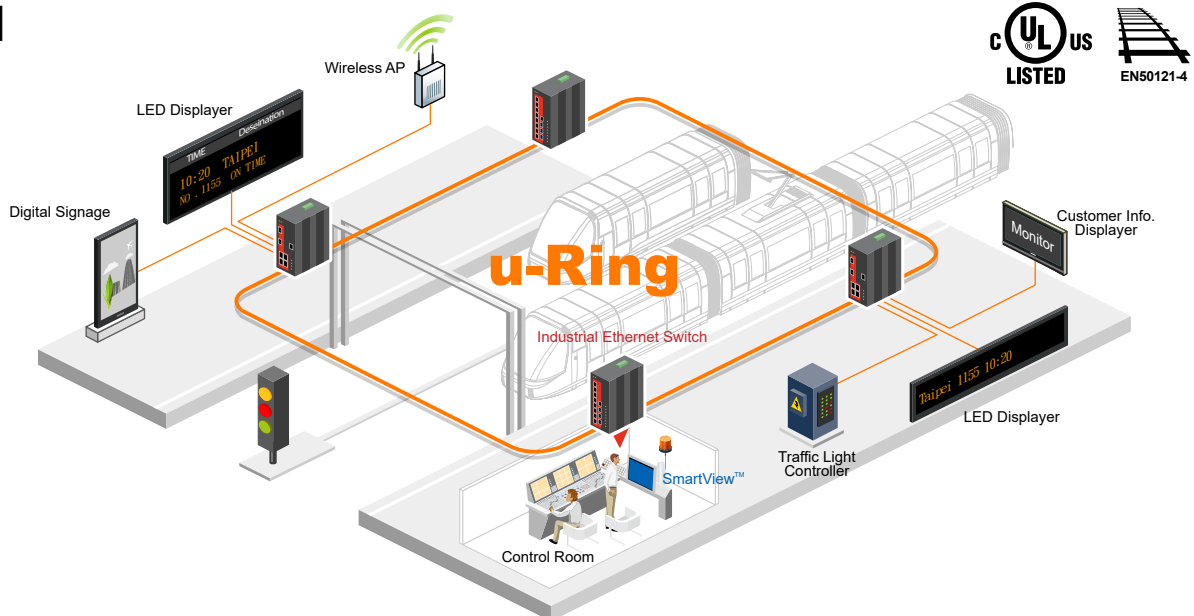 C UL US
®
LISTED
EN50121-4
Wireless AP
LED Displayer
TIME Deseination
10:20 TAIPEI
NO . 1155 ON TIME
Digital Signage
Customer Info.
Displayer
Monitor
u-Ring
Industrial Ethernet Switch
Taipei 1155 10:20
LED Displayer
Traffic Light
Controller
SmartView™
Control Room